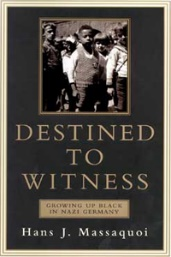 DESTINED
TO
WITNESS
GROWING UP BLACK
IN NAZI GERMANY
Hans J. Massaquoi